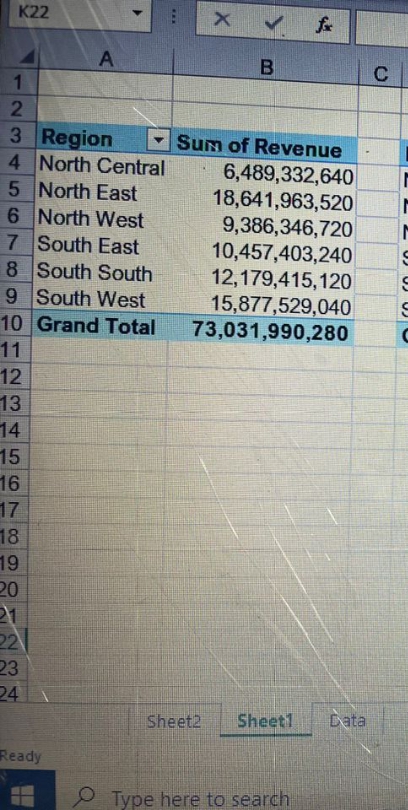 K22 fx
A B C
1
2
3 Region Sum of Revenue
4 North Central 6,489,332,640
5 North East 18,641,963,520
6 North West 9,386,346,720
7 South East 10,457,403,240
8 South South 12,179,415,120
9 South West 15,877,529,040
10 Grand Total 73,031,990,280
11
12
13
14
15
16
17
18
19
20
21
22
23
24
Sheet2 Sheet1 Data
Ready
Type here to search